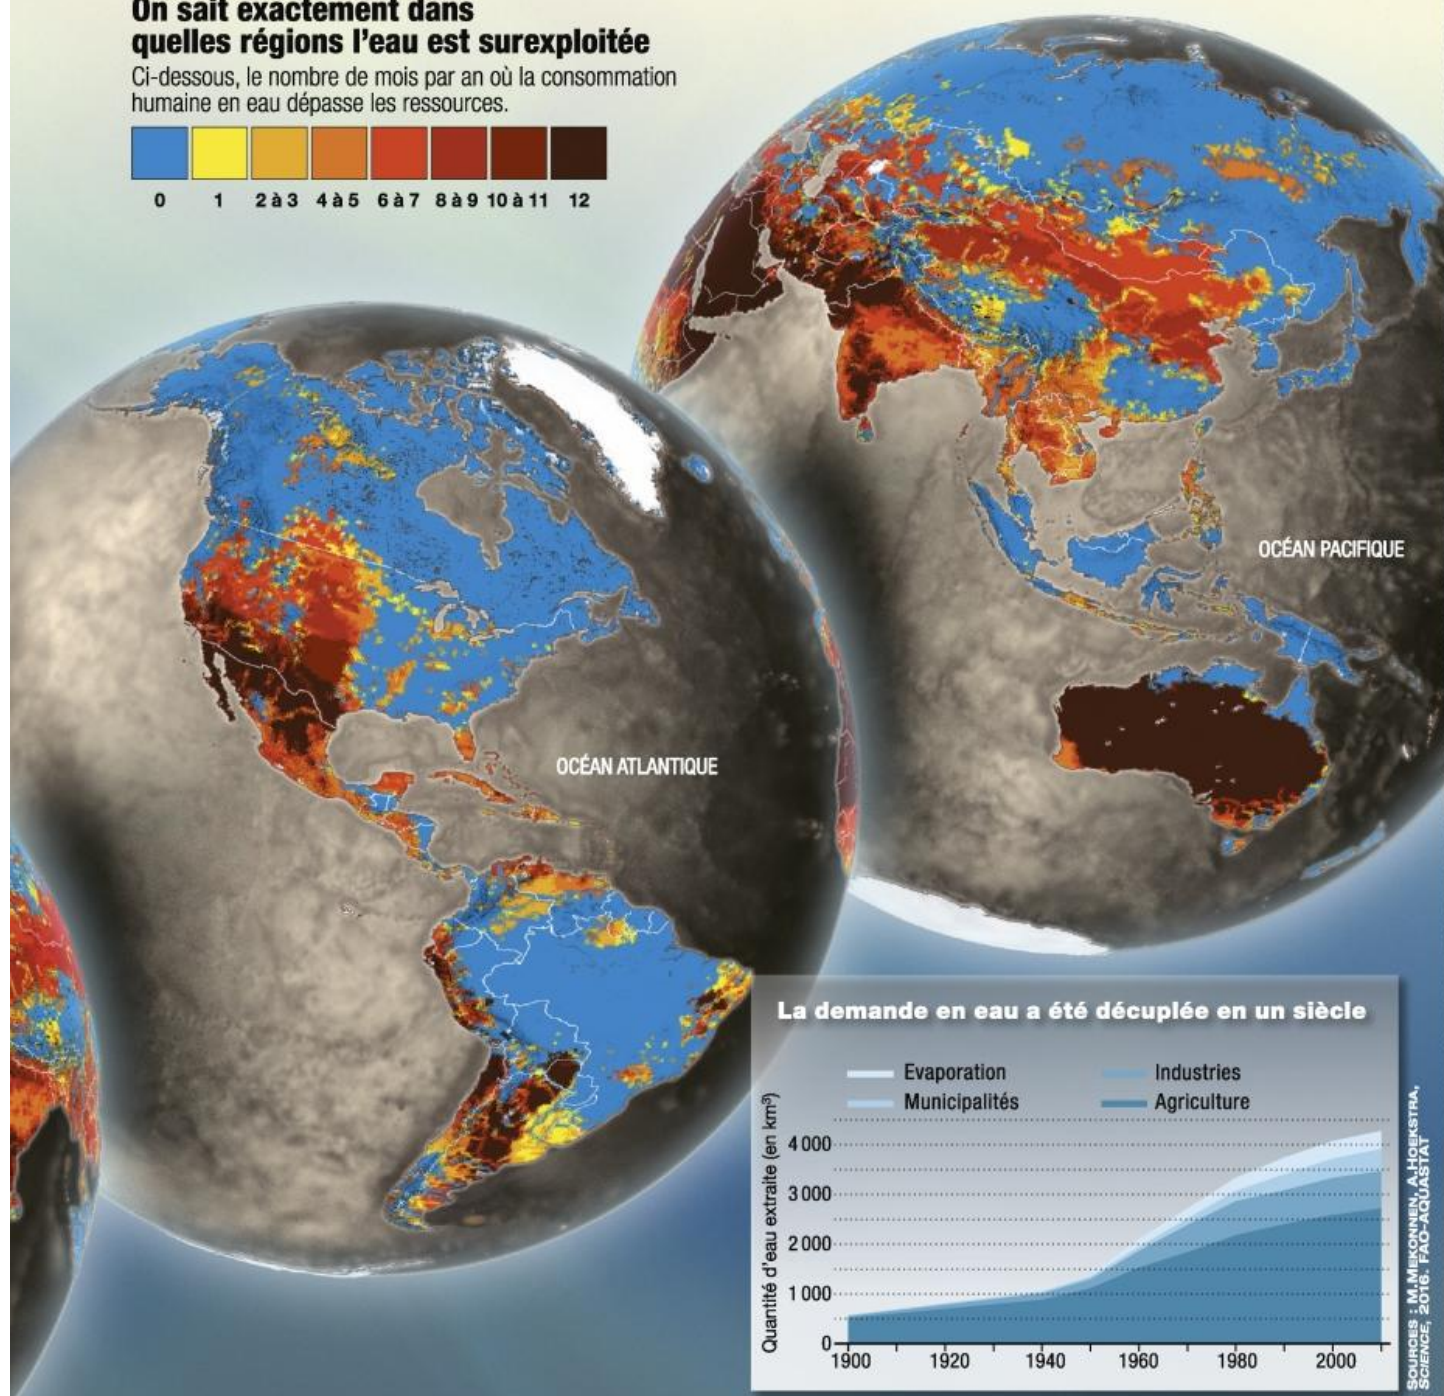 On sait exactement dans
quelles régions l'eau est surexploitée
Ci-dessous, le nombre de mois par an où la consommation
humaine en eau dépasse les ressources.
0 1 2 à 3 4 à 5 6 à 7 8 à 9 10 à 11 12
OCÉAN PACIFIQUE
OCÉAN ATLANTIQUE
La demande en eau a été décuplée en un siècle
Evaporation
Industries
Municipalités
Agriculture
Quantité d'eau extraite (en km³)
4 000
3 000
2 000
1 000
0
1900 1920 1940 1960 1980 2000
SOURCES : M.MEKONNEN, A.HOEKSTRA,
SCIENCE, 2016. FAO-AQUASTAT